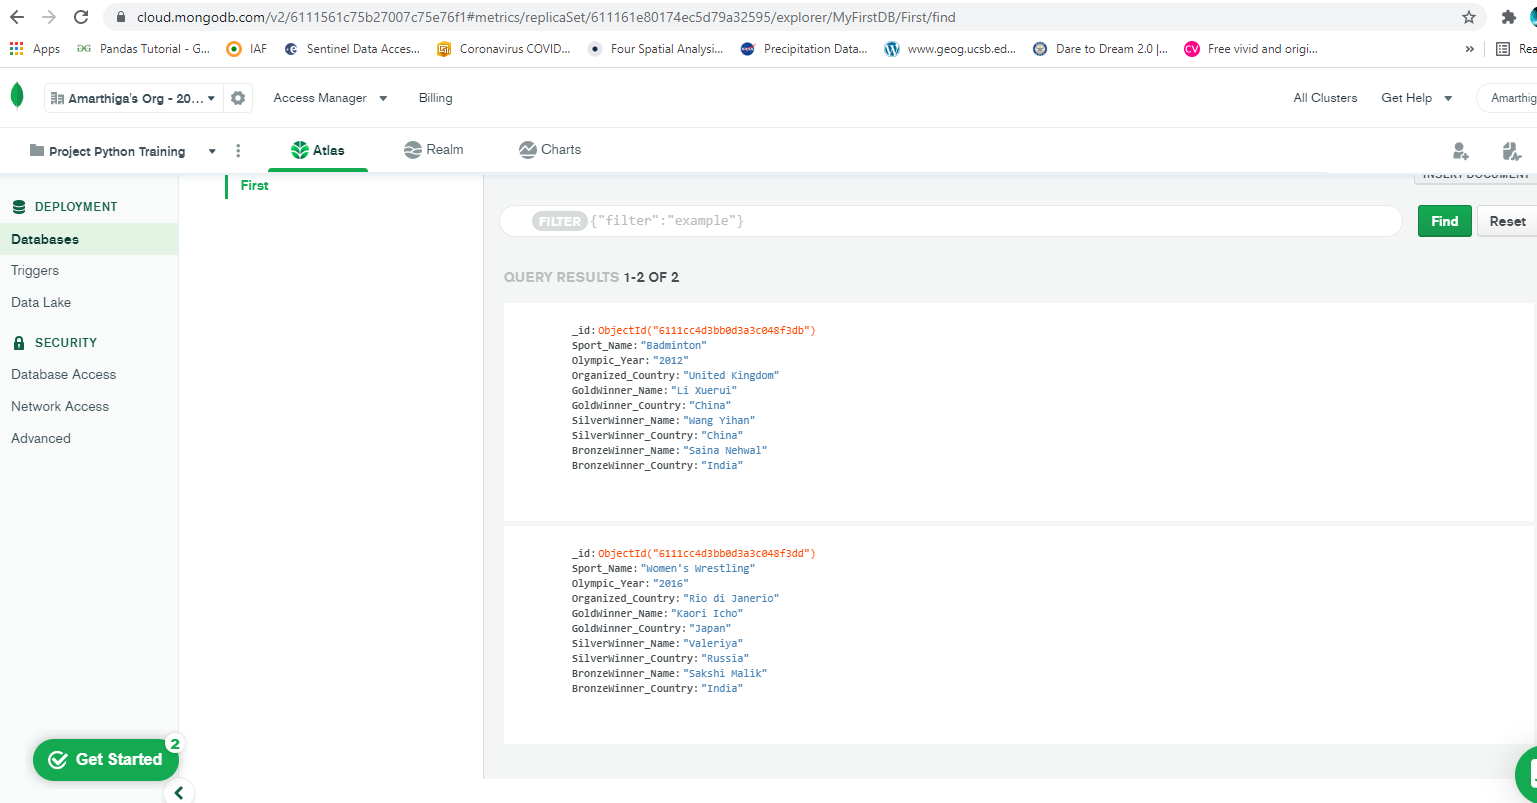 cloud.mongodb.com/v2/6111561c75b27007c75e76f1#metrics/replicaSet/611161e80174ec5d79a32595/explorer/MyFirstDB/First/find
Apps Pandas Tutorial - G... IAF Sentinel Data Acces... Coronavirus COVID... Four Spatial Analysi... Precipitation Data... www.geog.ucsb.ed... Dare to Dream 2.0 |... CV Free vivid and origi... » Rea
Amarthiga's Org - 20... Access Manager Billing All Clusters Get Help Amarthig
Project Python Training Atlas Realm Charts
First
INSERT DOCUMENT
DEPLOYMENT
Databases
Triggers
Data Lake
SECURITY
Database Access
Network Access
Advanced
FILTER {"filter":"example"} Find Reset
QUERY RESULTS 1-2 OF 2
_id: ObjectId("6111cc4d3bb0d3a3c048f3db")
Sport_Name: "Badminton"
Olympic_Year: "2012"
Organized_Country: "United Kingdom"
GoldWinner_Name: "Li Xuerui"
GoldWinner_Country: "China"
SilverWinner_Name: "Wang Yihan"
SilverWinner_Country: "China"
BronzeWinner_Name: "Saina Nehwal"
BronzeWinner_Country: "India"
_id: ObjectId("6111cc4d3bb0d3a3c048f3dd")
Sport_Name: "Women's Wrestling"
Olympic_Year: "2016"
Organized_Country: "Rio di Janerio"
GoldWinner_Name: "Kaori Icho"
GoldWinner_Country: "Japan"
SilverWinner_Name: "Valeriya"
SilverWinner_Country: "Russia"
BronzeWinner_Name: "Sakshi Malik"
BronzeWinner_Country: "India"
Get Started 2